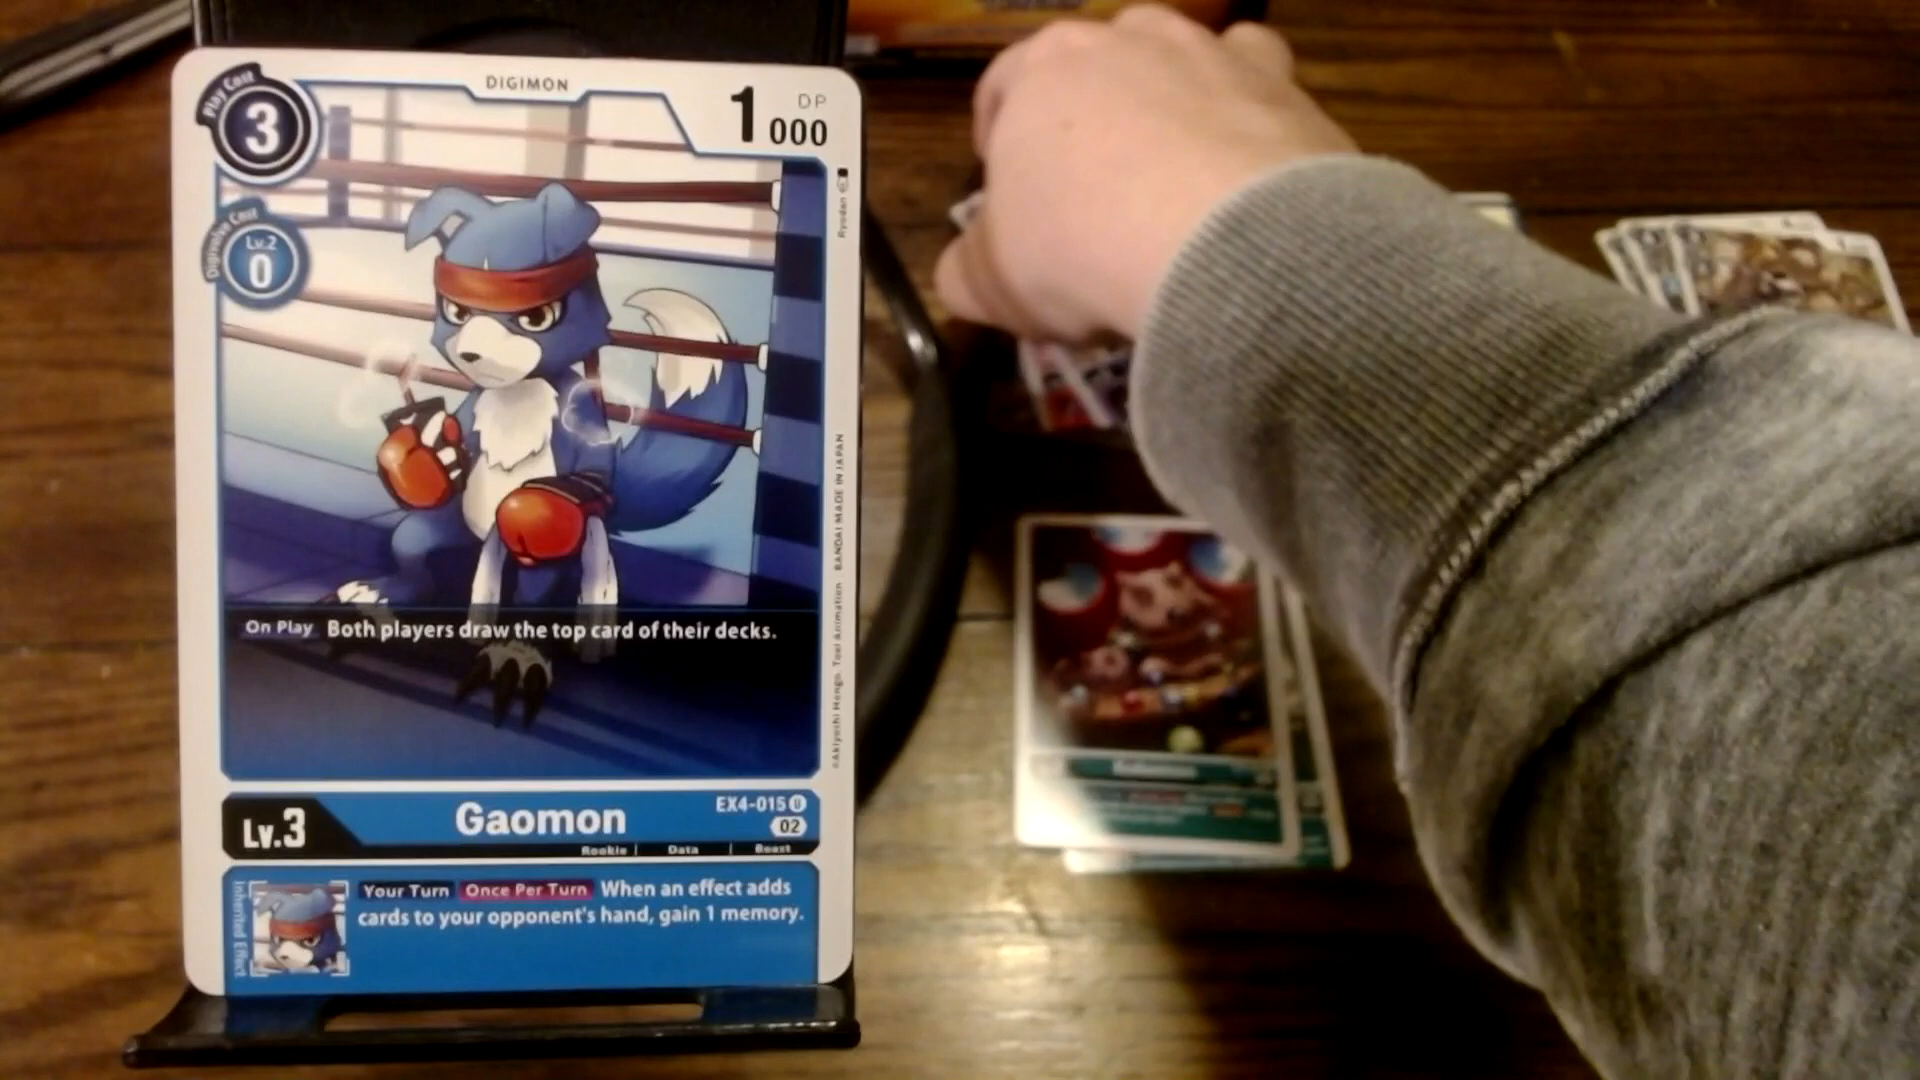 DIGIMON
Play Cost
3
1000
DP
Digivolve Cost
Lv.2
0
Ryodan
On Play Both players draw the top card of their decks.
©Akiyoshi Hongo, Toei Animation BANDAI MADE IN JAPAN
Lv.3
Gaomon
EX4-015 U
02
Rookie | Data | Beast
Inherited Effect
Your Turn Once Per Turn When an effect adds
cards to your opponent's hand, gain 1 memory.